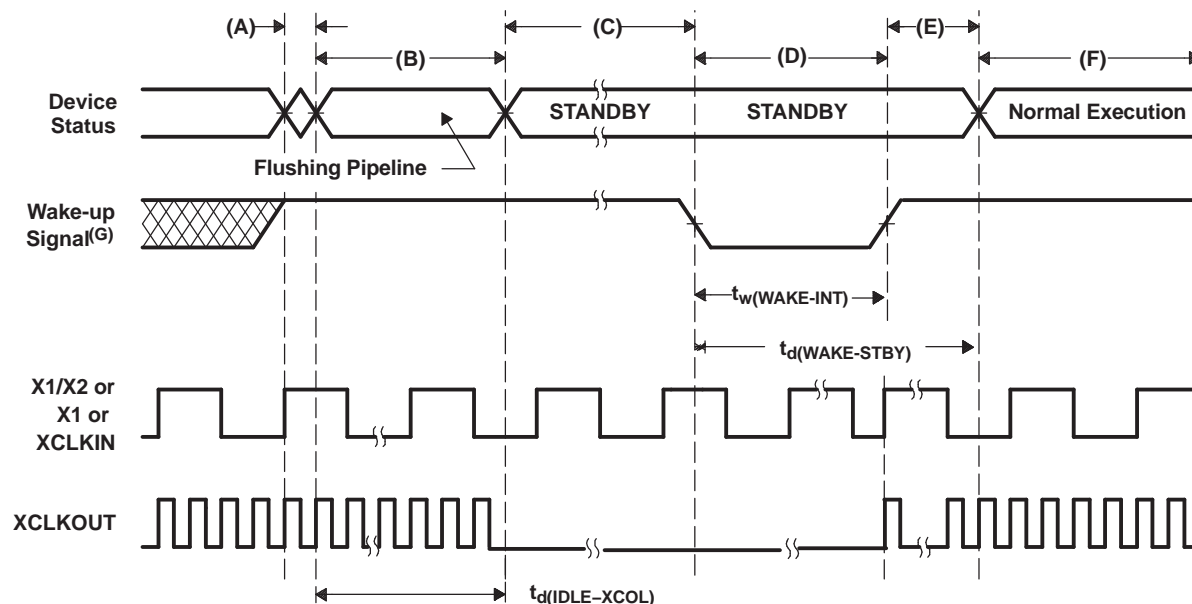 (A)
(C)
(E)
(B)
(D)
(F)
Device
Status
STANDBY
STANDBY
Normal Execution
Flushing Pipeline
Wake-up
Signal(G)
tw(WAKE-INT)
td(WAKE-STBY)
X1/X2 or
X1 or
XCLKIN
XCLKOUT
td(IDLE−XCOL)